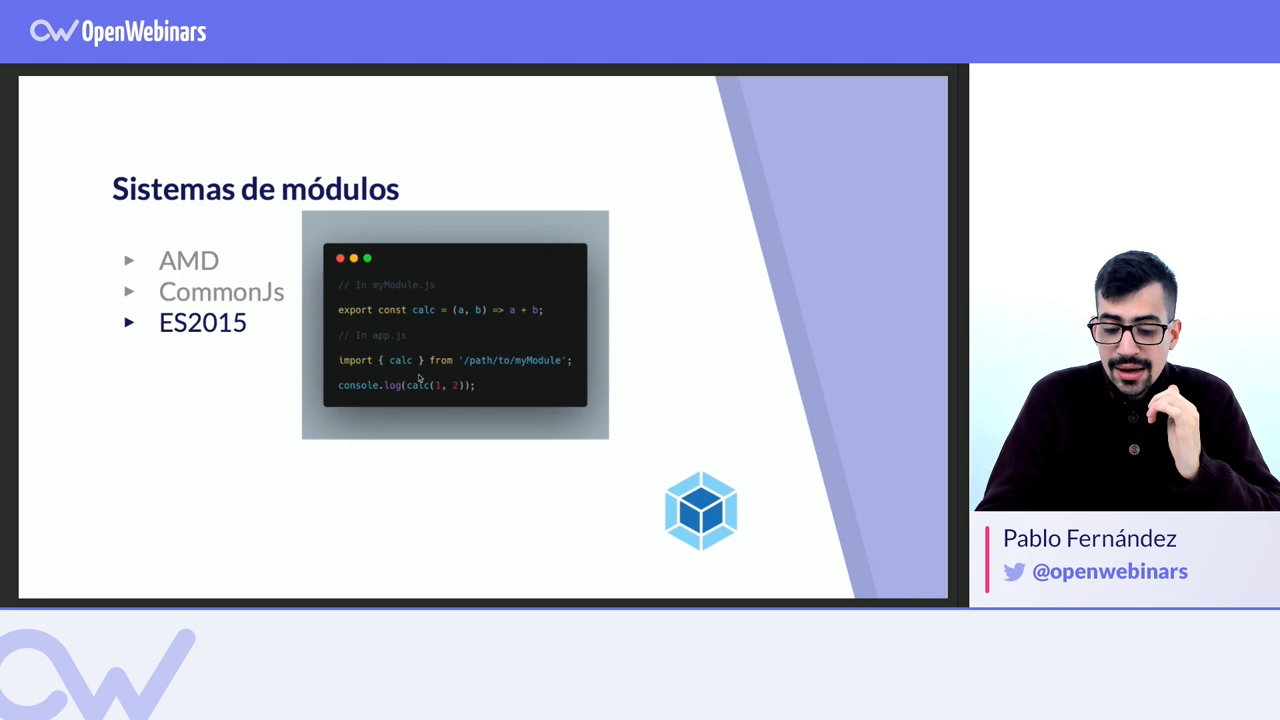 OpenWebinars
Sistemas de módulos
AMD
CommonJs
ES2015
// In myModule.js
export const calc = (a, b) => a + b;
// In app.js
import { calc } from '/path/to/myModule';
console.log(calc(1, 2));
Pablo Fernández
@openwebinars